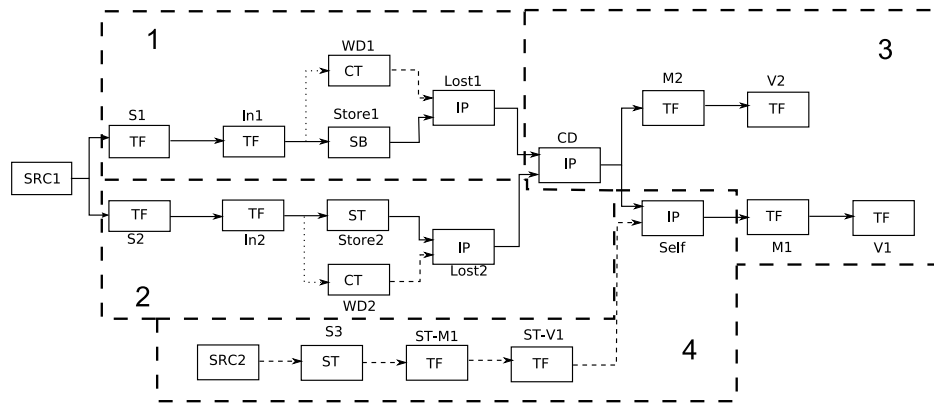 1
3
WD1
CT
M2
V2
Lost1
TF
TF
S1
In1
Store1
IP
TF
TF
SB
CD
IP
SRC1
TF
TF
ST
IP
TF
TF
S2
In2
Store2
IP
Self
M1
V1
CT
Lost2
2
WD2
S3
ST-M1
ST-V1
4
SRC2
ST
TF
TF